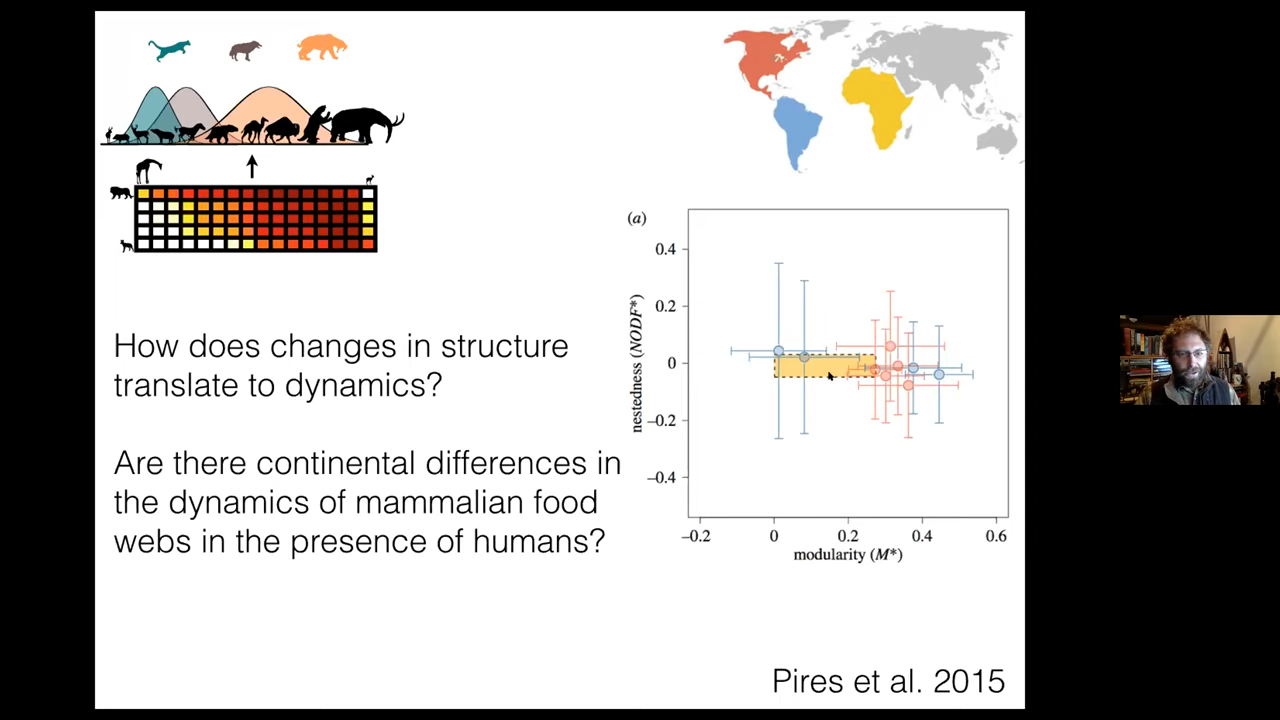 How does changes in structure
translate to dynamics?
Are there continental differences in
the dynamics of mammalian food
webs in the presence of humans?
(a)
0.4
0.2
0
−0.2
−0.4
nestedness (NODF*)
−0.2 0 0.2 0.4 0.6
modularity (M*)
Pires et al. 2015